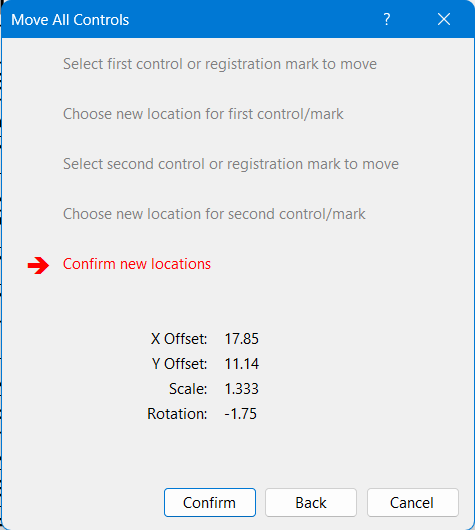 Move All Controls ?
Select first control or registration mark to move
Choose new location for first control/mark
Select second control or registration mark to move
Choose new location for second control/mark
Confirm new locations
X Offset: 17.85
Y Offset: 11.14
Scale: 1.333
Rotation: -1.75
Confirm Back Cancel